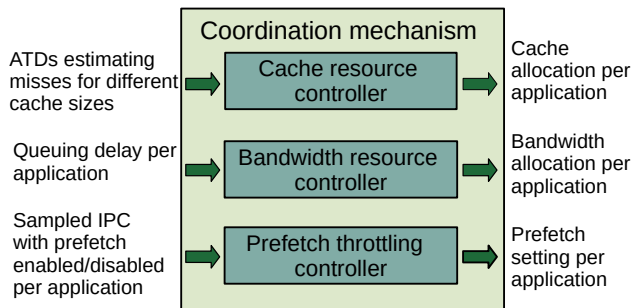 Coordination mechanism
ATDs estimating
misses for different
cache sizes
Cache resource
controller
Cache
allocation per
application
Queuing delay per
application
Bandwidth resource
controller
Bandwidth
allocation per
application
Sampled IPC
with prefetch
enabled/disabled
per application
Prefetch throttling
controller
Prefetch
setting per
application